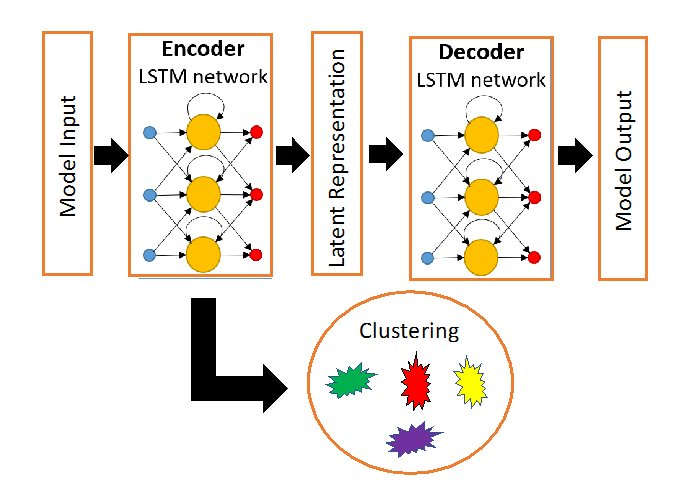 Model Input
Encoder
LSTM network
Latent Representation
Decoder
LSTM network
Model Output
Clustering